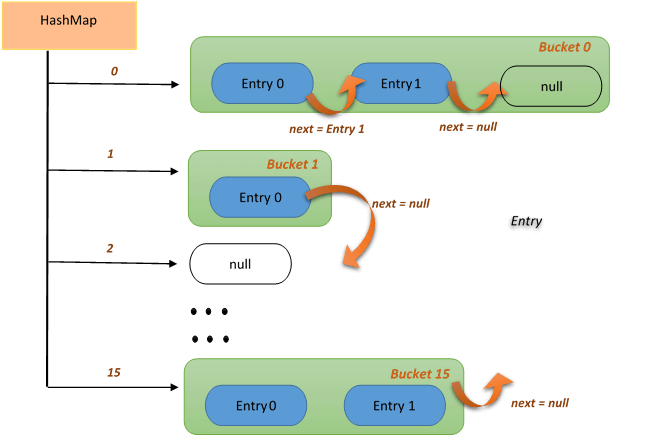 HashMap
0
Bucket 0
Entry 0
Entry 1
null
next = Entry 1
next = null
1
Bucket 1
Entry 0
next = null
Entry
2
null
15
Bucket 15
Entry 0
Entry 1
next = null